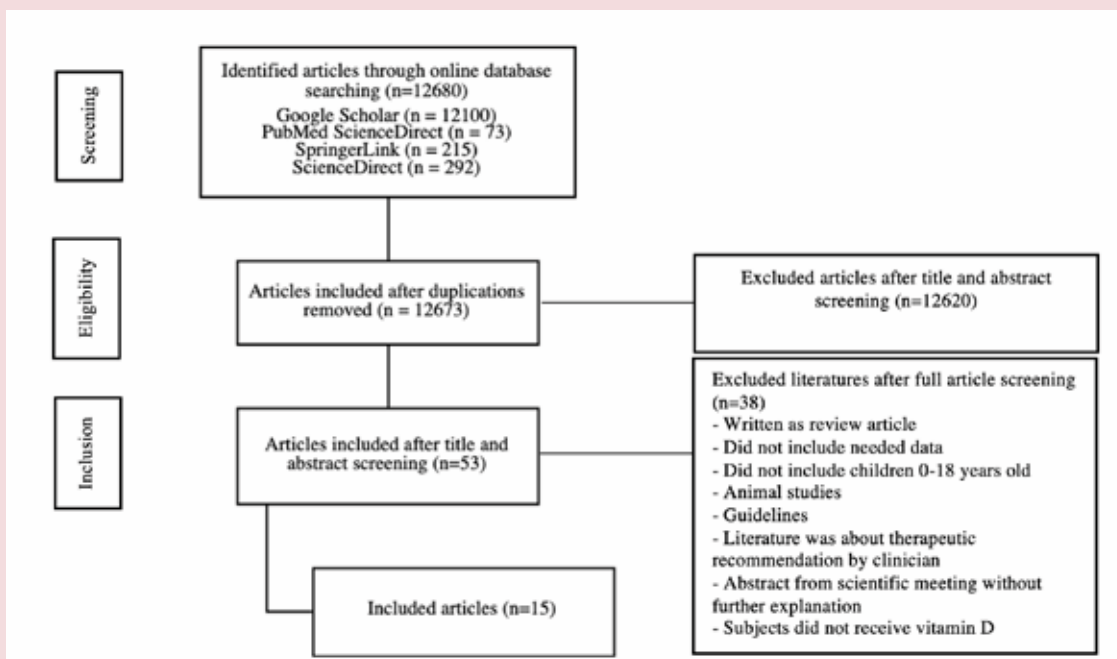 Screening
Identified articles through online database
searching (n=12680)
Google Scholar (n = 12100)
PubMed ScienceDirect (n = 73)
SpringerLink (n = 215)
ScienceDirect (n = 292)
Eligibility
Articles included after duplications
removed (n = 12673)
Excluded articles after title and abstract
screening (n=12620)
Inclusion
Articles included after title and
abstract screening (n=53)
Excluded literatures after full article screening
(n=38)
- Written as review article
- Did not include needed data
- Did not include children 0-18 years old
- Animal studies
- Guidelines
- Literature was about therapeutic
recommendation by clinician
- Abstract from scientific meeting without
further explanation
- Subjects did not receive vitamin D
Included articles (n=15)